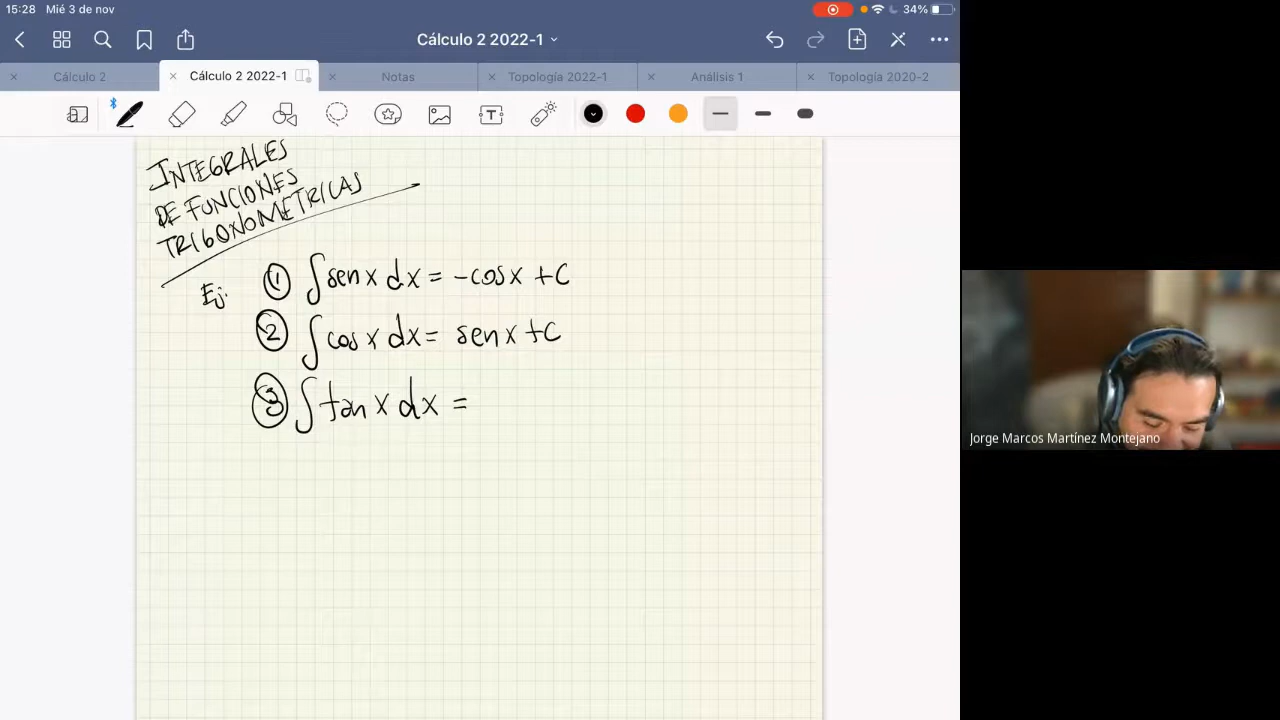 15:28 Mié 3 de nov
34%
Cálculo 2 2022-1
Cálculo 2
Cálculo 2 2022-1
Notas
Topología 2022-1
Análisis 1
Topología 2020-2
INTEGRALES
DE FUNCIONES
TRIGONOMÉTRICAS
Ej: ① ∫ sen x dx = -cos x + C
② ∫ cos x dx = sen x + C
③ ∫ tan x dx =
Jorge Marcos Martínez Montejano